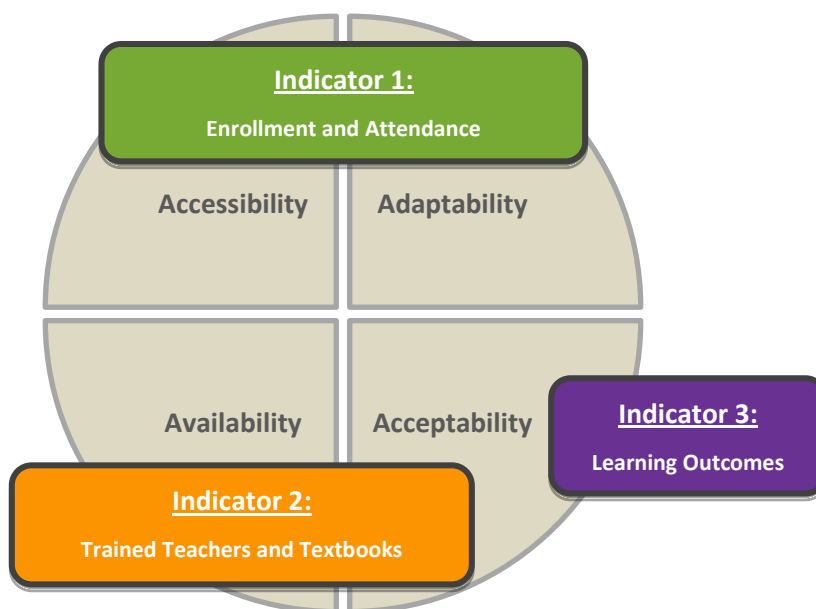 Indicator 1:
Enrollment and Attendance
Accessibility
Adaptability
Availability
Acceptability
Indicator 3:
Learning Outcomes
Indicator 2:
Trained Teachers and Textbooks